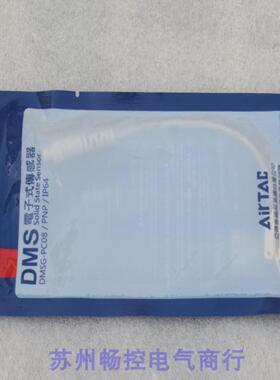 DMS 電子式傳感器
Solid State Sensor
DMSG-PC08 / PNP / IP64
AirTAC
苏州畅控电气商行